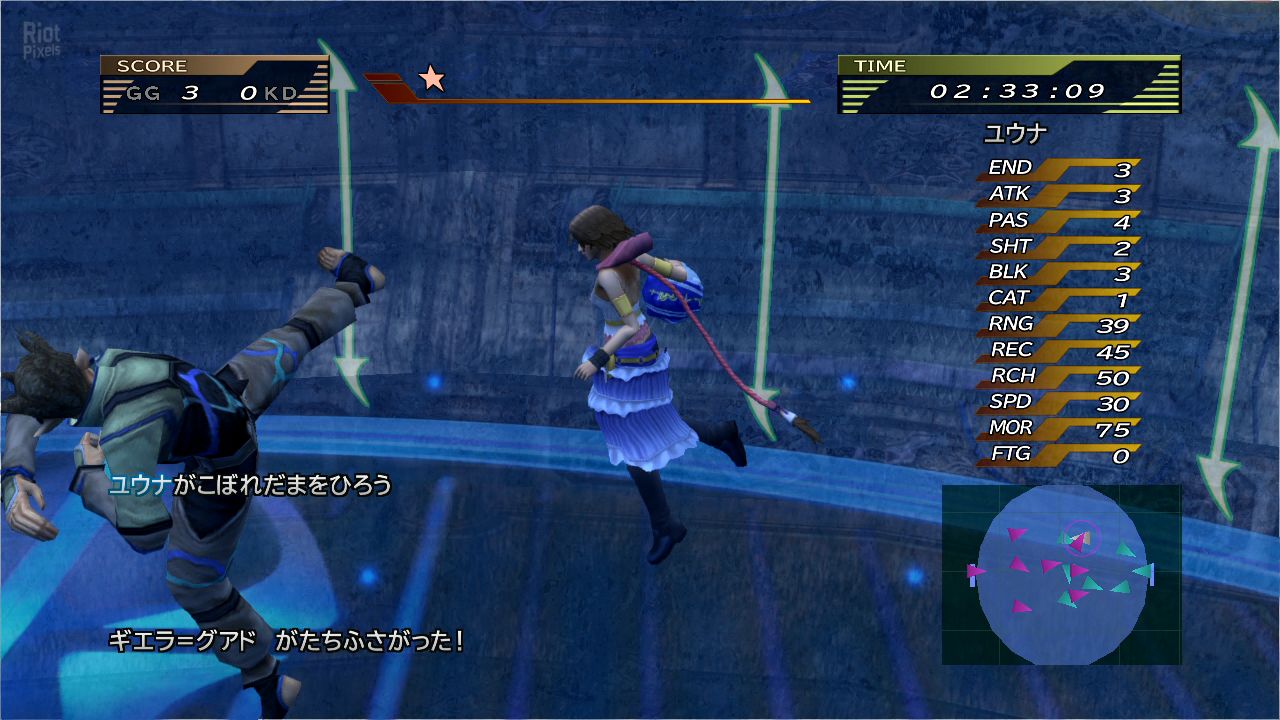 Riot
Pixels
SCORE
GG 3 0 KD
TIME
02:33:09
ユウナ
END 3
ATK 3
PAS 4
SHT 2
BLK 3
CAT 1
RNG 39
REC 45
RCH 50
SPD 30
MOR 75
FTG 0
ユウナがこぼれだまをひろう
ギエラ=グアド がたちふさがった!